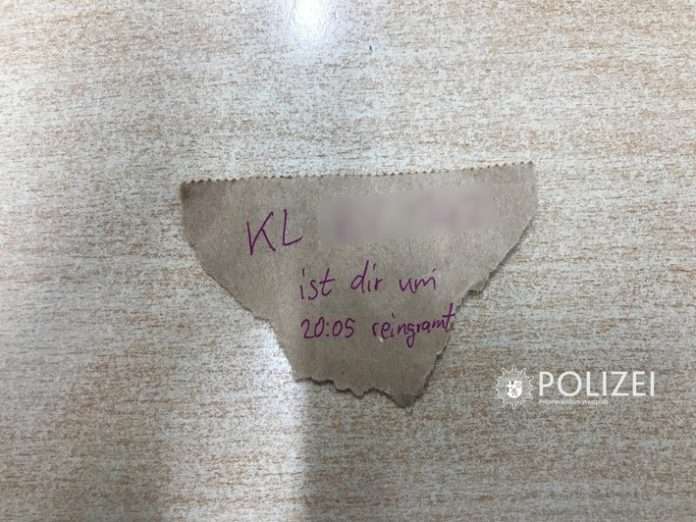 KL
ist dir um
20:05 reingramt
POLIZEI